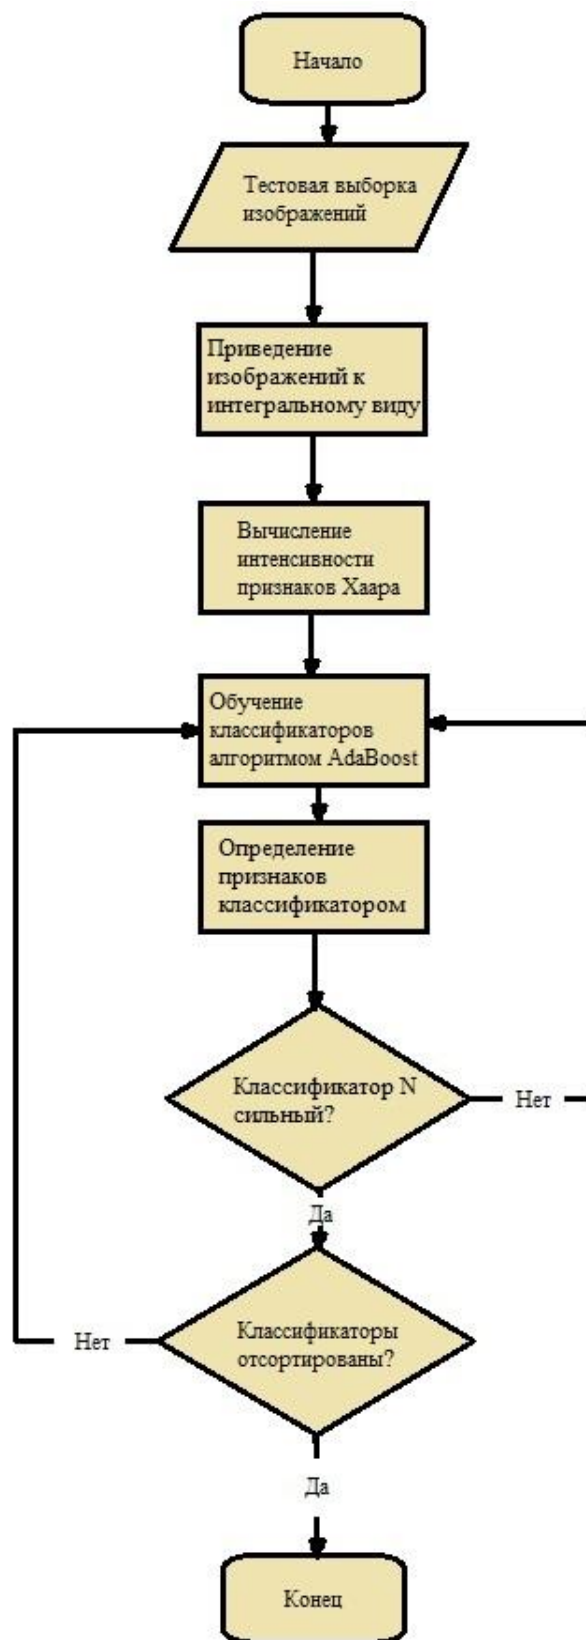 Начало
Тестовая выборка
изображений
Приведение
изображений к
интегральному виду
Вычисление
интенсивности
признаков Хаара
Обучение
классификаторов
алгоритмом AdaBoost
Определение
признаков
классификатором
Классификатор N
сильный?
Нет
Да
Классификаторы
отсортированы?
Нет
Да
Конец